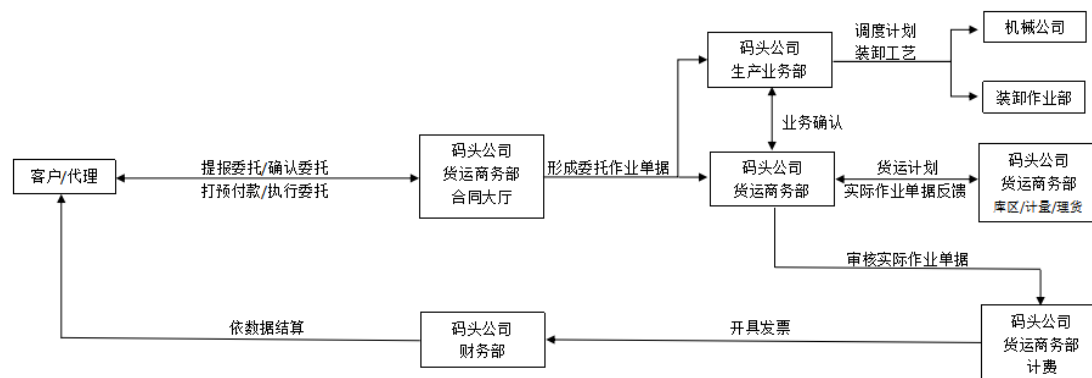 码头公司
生产业务部
调度计划
装卸工艺
机械公司
装卸作业部
业务确认
客户/代理
提报委托/确认委托
打预付款/执行委托
码头公司
货运商务部
合同大厅
形成委托作业单据
码头公司
货运商务部
货运计划
实际作业单据反馈
码头公司
货运商务部
库区/计量/理货
审核实际作业单据
依数据结算
码头公司
财务部
开具发票
码头公司
货运商务部
计费